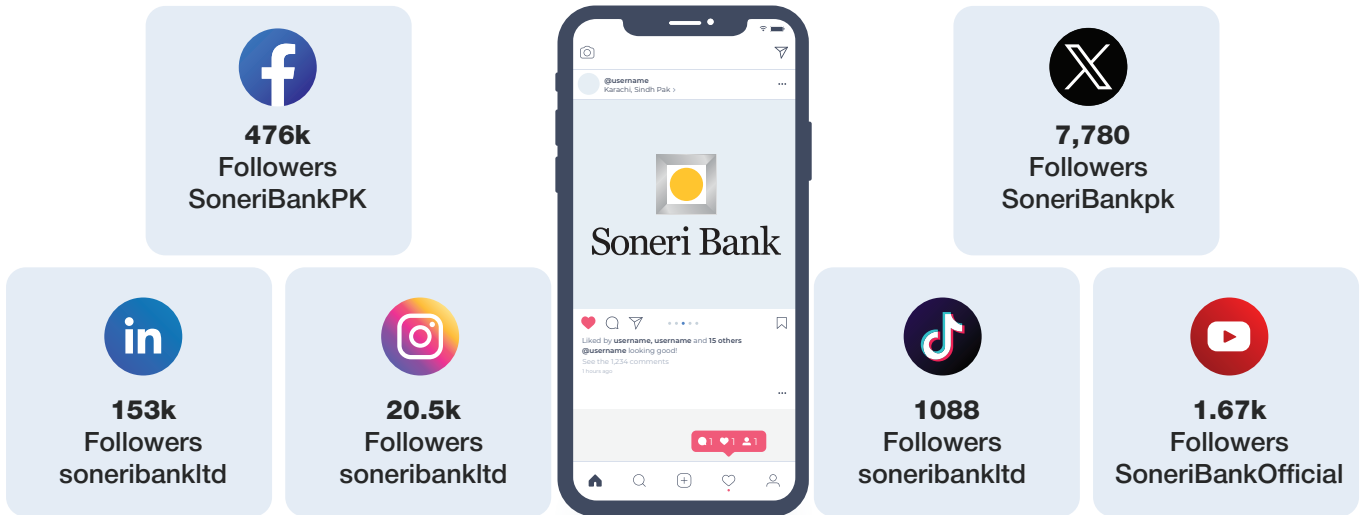 476k
Followers
SoneriBankPK
153k
Followers
soneribankltd
20.5k
Followers
soneribankltd
@username
Karachi, Sindh Pak >
Soneri Bank
Liked by username, username and 15 others
@username looking good!
See the 1,234 comments
1 hours ago
1 1 1
7,780
Followers
SoneriBankpk
1088
Followers
soneribankltd
1.67k
Followers
SoneriBankOfficial